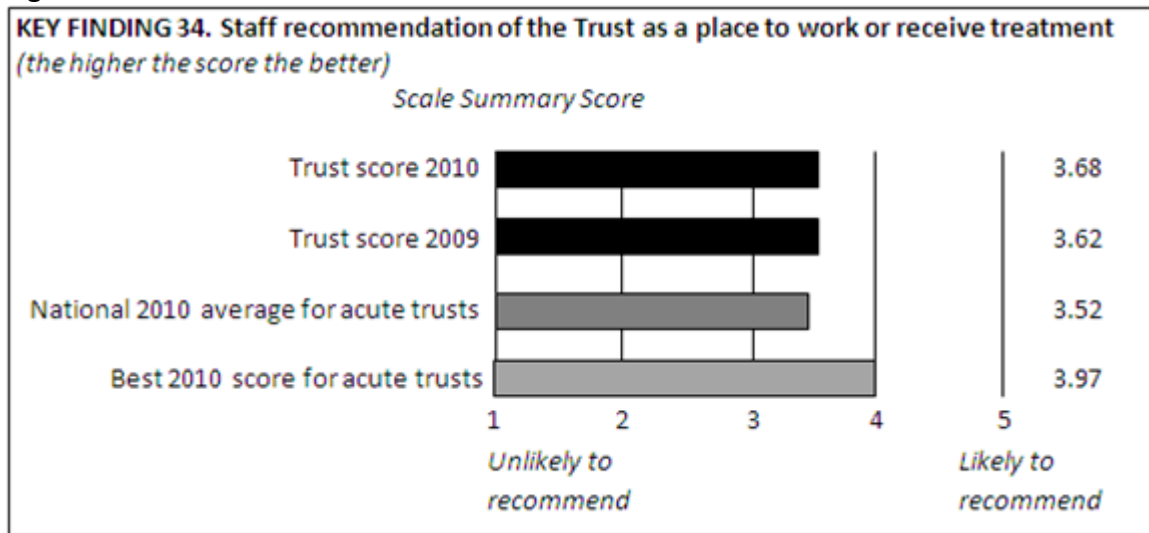 KEY FINDING 34. Staff recommendation of the Trust as a place to work or receive treatment
(the higher the score the better)
Scale Summary Score
Trust score 2010 3.68
Trust score 2009 3.62
National 2010 average for acute trusts 3.52
Best 2010 score for acute trusts 3.97
1 2 3 4 5
Unlikely to Likely to
recommend recommend